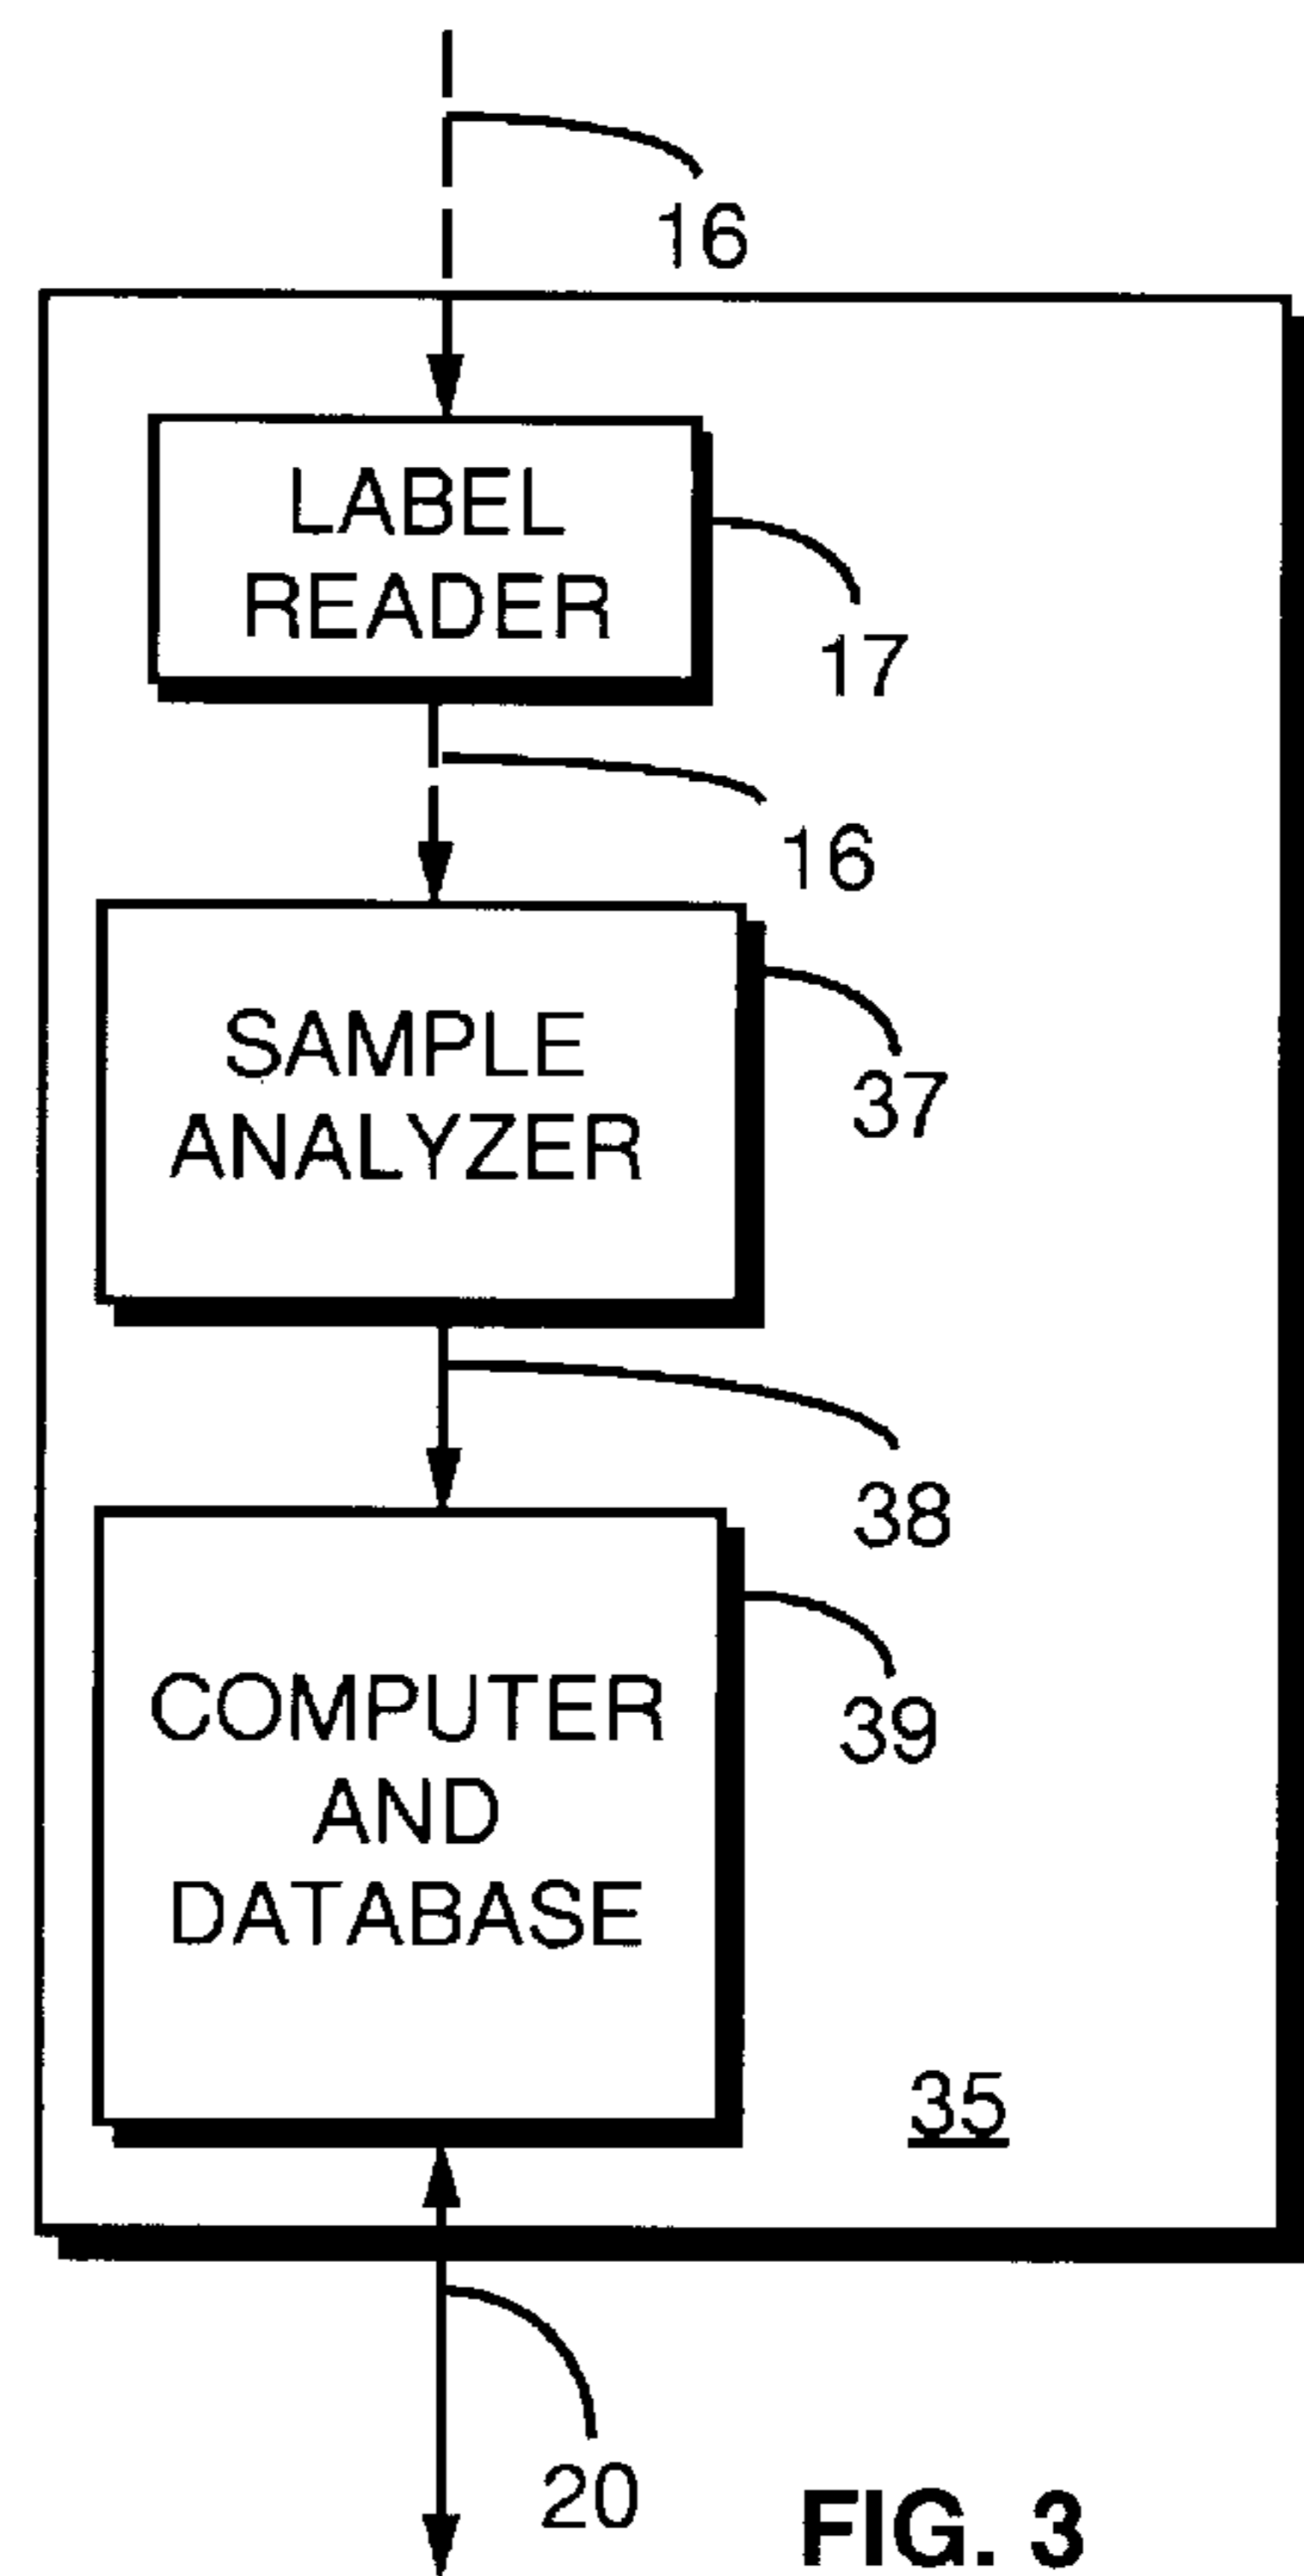 16
LABEL
READER
17
16
SAMPLE
ANALYZER
37
38
COMPUTER
AND
DATABASE
39
35
20
FIG. 3